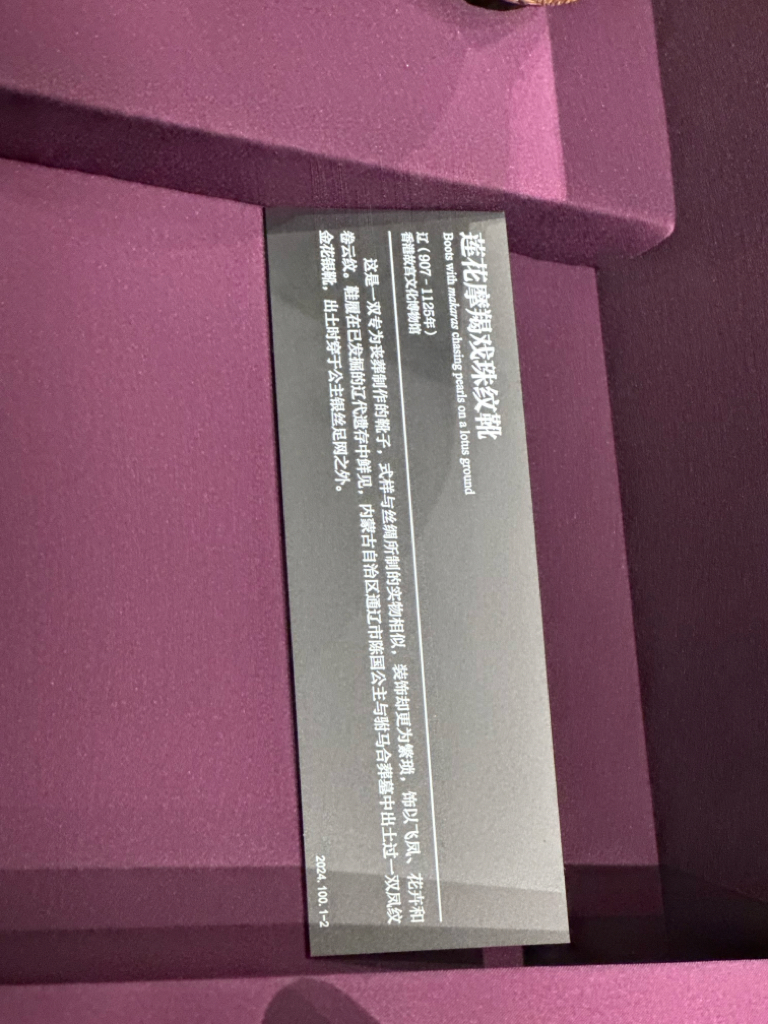 莲花摩羯戏珠纹靴
Boots with makaras chasing pearls on a lotus ground
辽（907 - 1125年）
香港故宫文化博物馆
这是一双专为丧葬制作的靴子，式样与丝绸所制的实物相似，装饰却更为繁琐，饰以飞凤、花卉和
卷云纹。鞋履在已发掘的辽代遗存中鲜见，内蒙古自治区通辽市陈国公主与驸马合葬墓中出土过一双凤纹
金花银靴，出土时穿于公主银丝足网之外。
2024.100.1-2